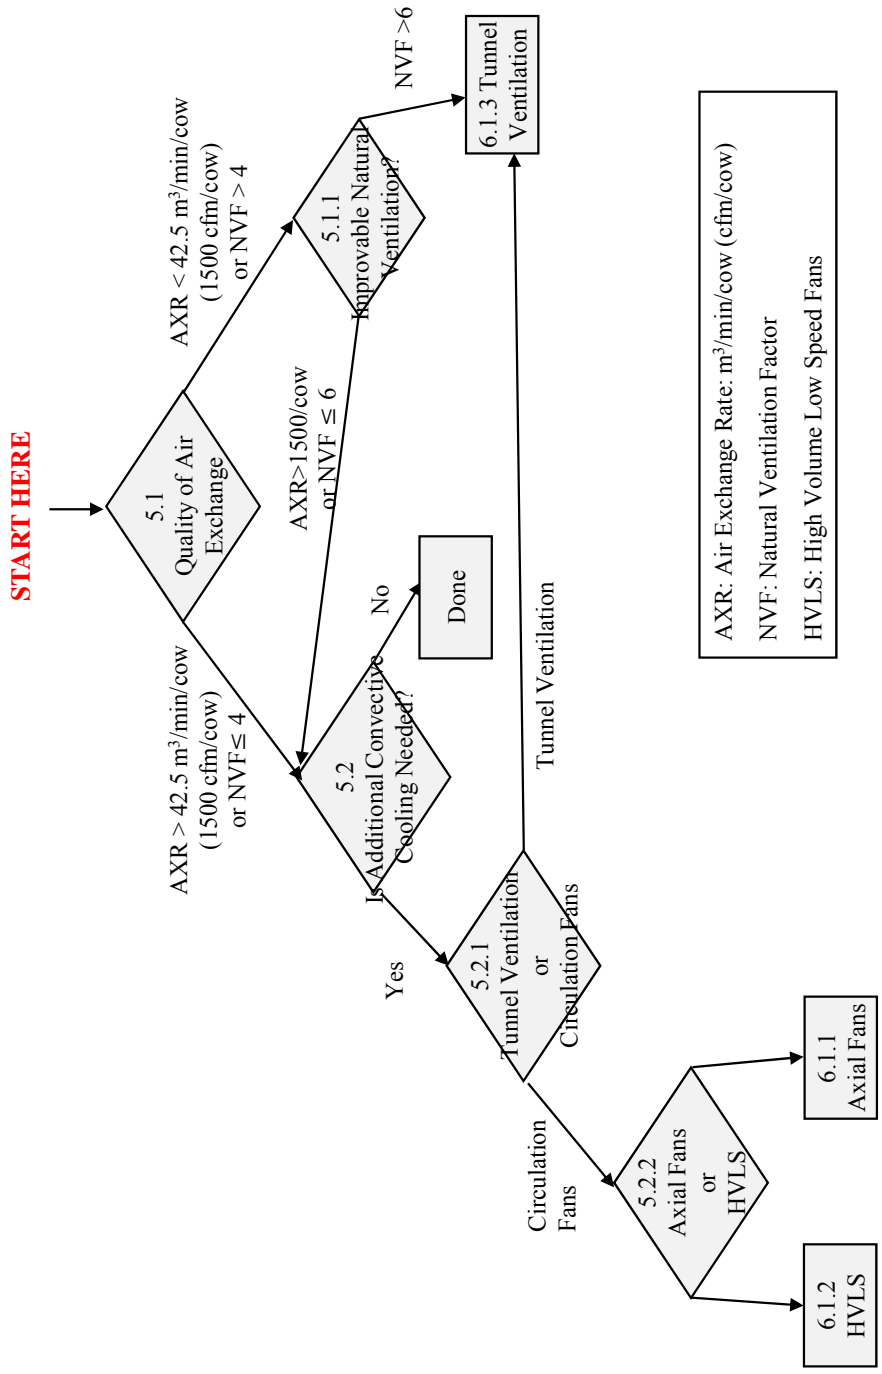 START HERE
5.1
Quality of Air
Exchange
AXR > 42.5 m³/min/cow
(1500 cfm/cow)
or NVF≤ 4
AXR < 42.5 m³/min/cow
(1500 cfm/cow)
or NVF > 4
5.1.1
Improvable Natural
Ventilation?
AXR>1500/cow
or NVF ≤ 6
NVF >6
5.2
Is Additional Convective
Cooling Needed?
No
Done
6.1.3 Tunnel
Ventilation
Yes
5.2.1
Tunnel Ventilation
or
Circulation Fans
Tunnel Ventilation
Circulation
Fans
5.2.2
Axial Fans
or
HVLS
6.1.2
HVLS
6.1.1
Axial Fans
AXR: Air Exchange Rate: m³/min/cow (cfm/cow)
NVF: Natural Ventilation Factor
HVLS: High Volume Low Speed Fans